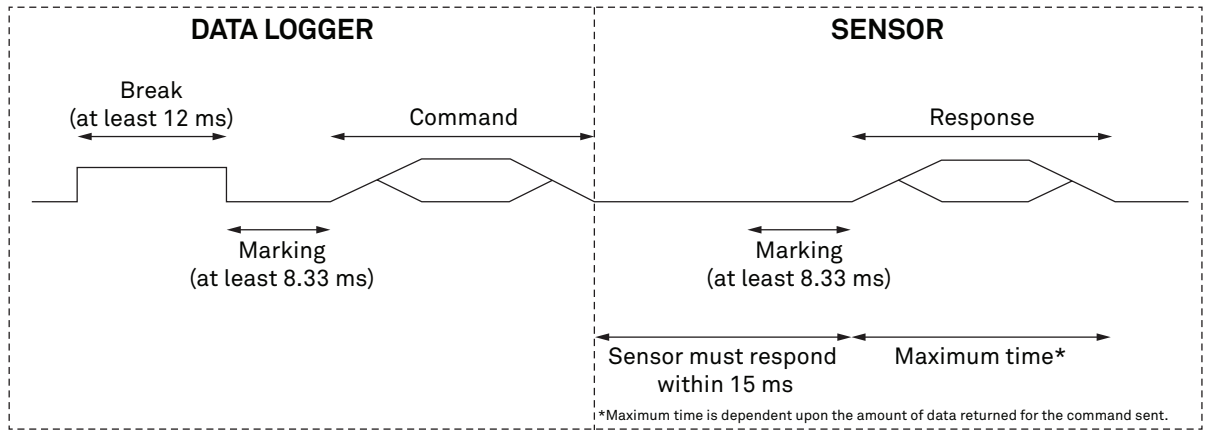 DATA LOGGER
SENSOR
Break
(at least 12 ms)
Command
Response
Marking
(at least 8.33 ms)
Marking
(at least 8.33 ms)
Sensor must respond
within 15 ms
Maximum time*
*Maximum time is dependent upon the amount of data returned for the command sent.